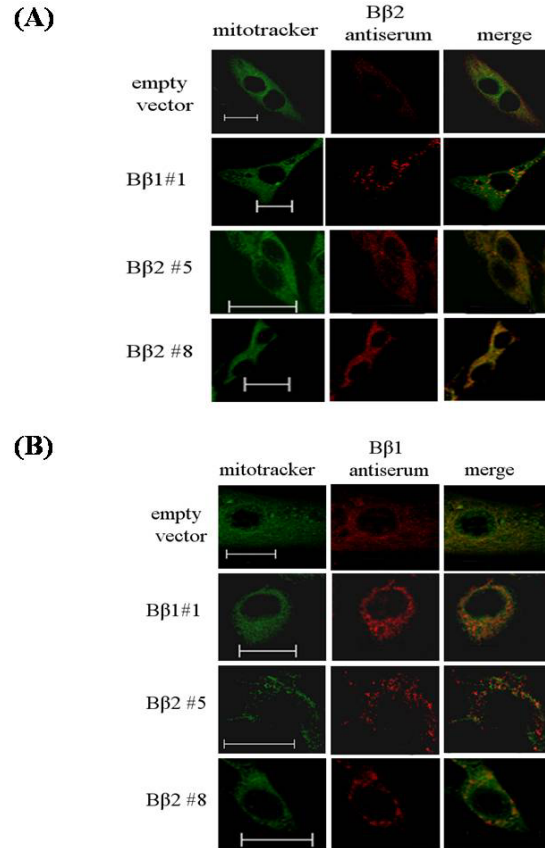 (A)
mitotracker Bβ2 antiserum merge
empty vector
Bβ1#1
Bβ2 #5
Bβ2 #8
(B)
mitotracker Bβ1 antiserum merge
empty vector
Bβ1#1
Bβ2 #5
Bβ2 #8